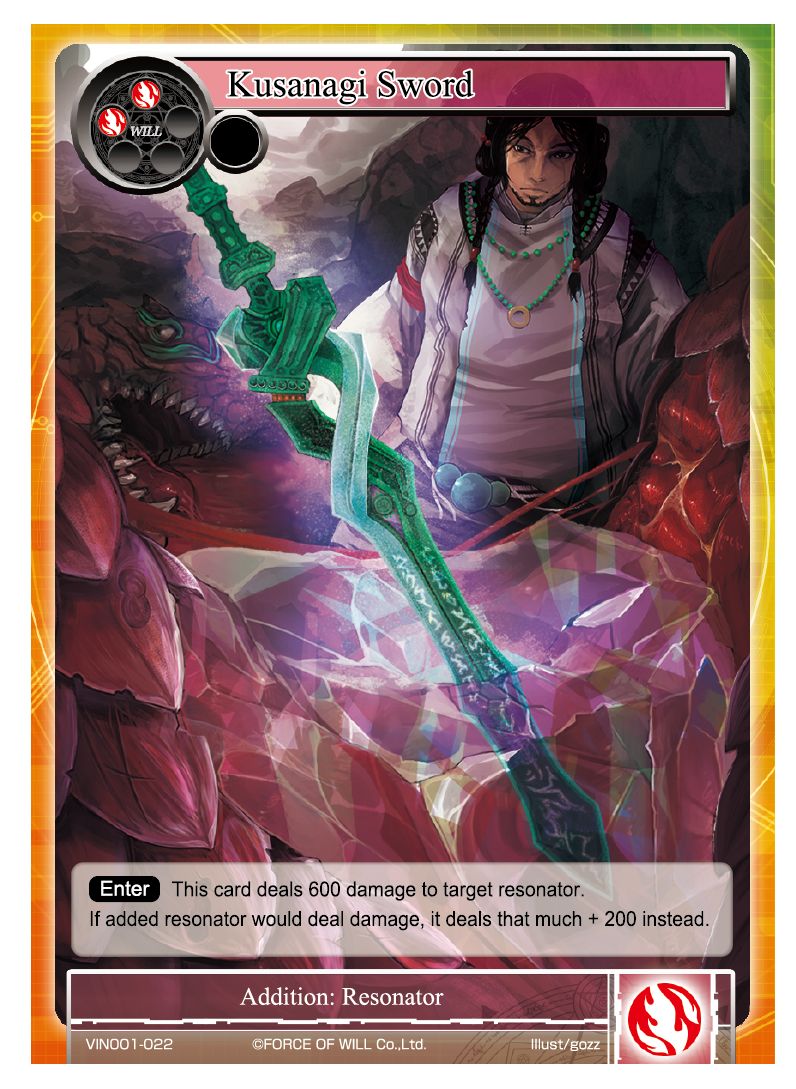 Kusanagi Sword
WILL
Enter This card deals 600 damage to target resonator.
If added resonator would deal damage, it deals that much + 200 instead.
Addition: Resonator
VIN001-022 ©FORCE OF WILL Co.,Ltd. Illust/gozz